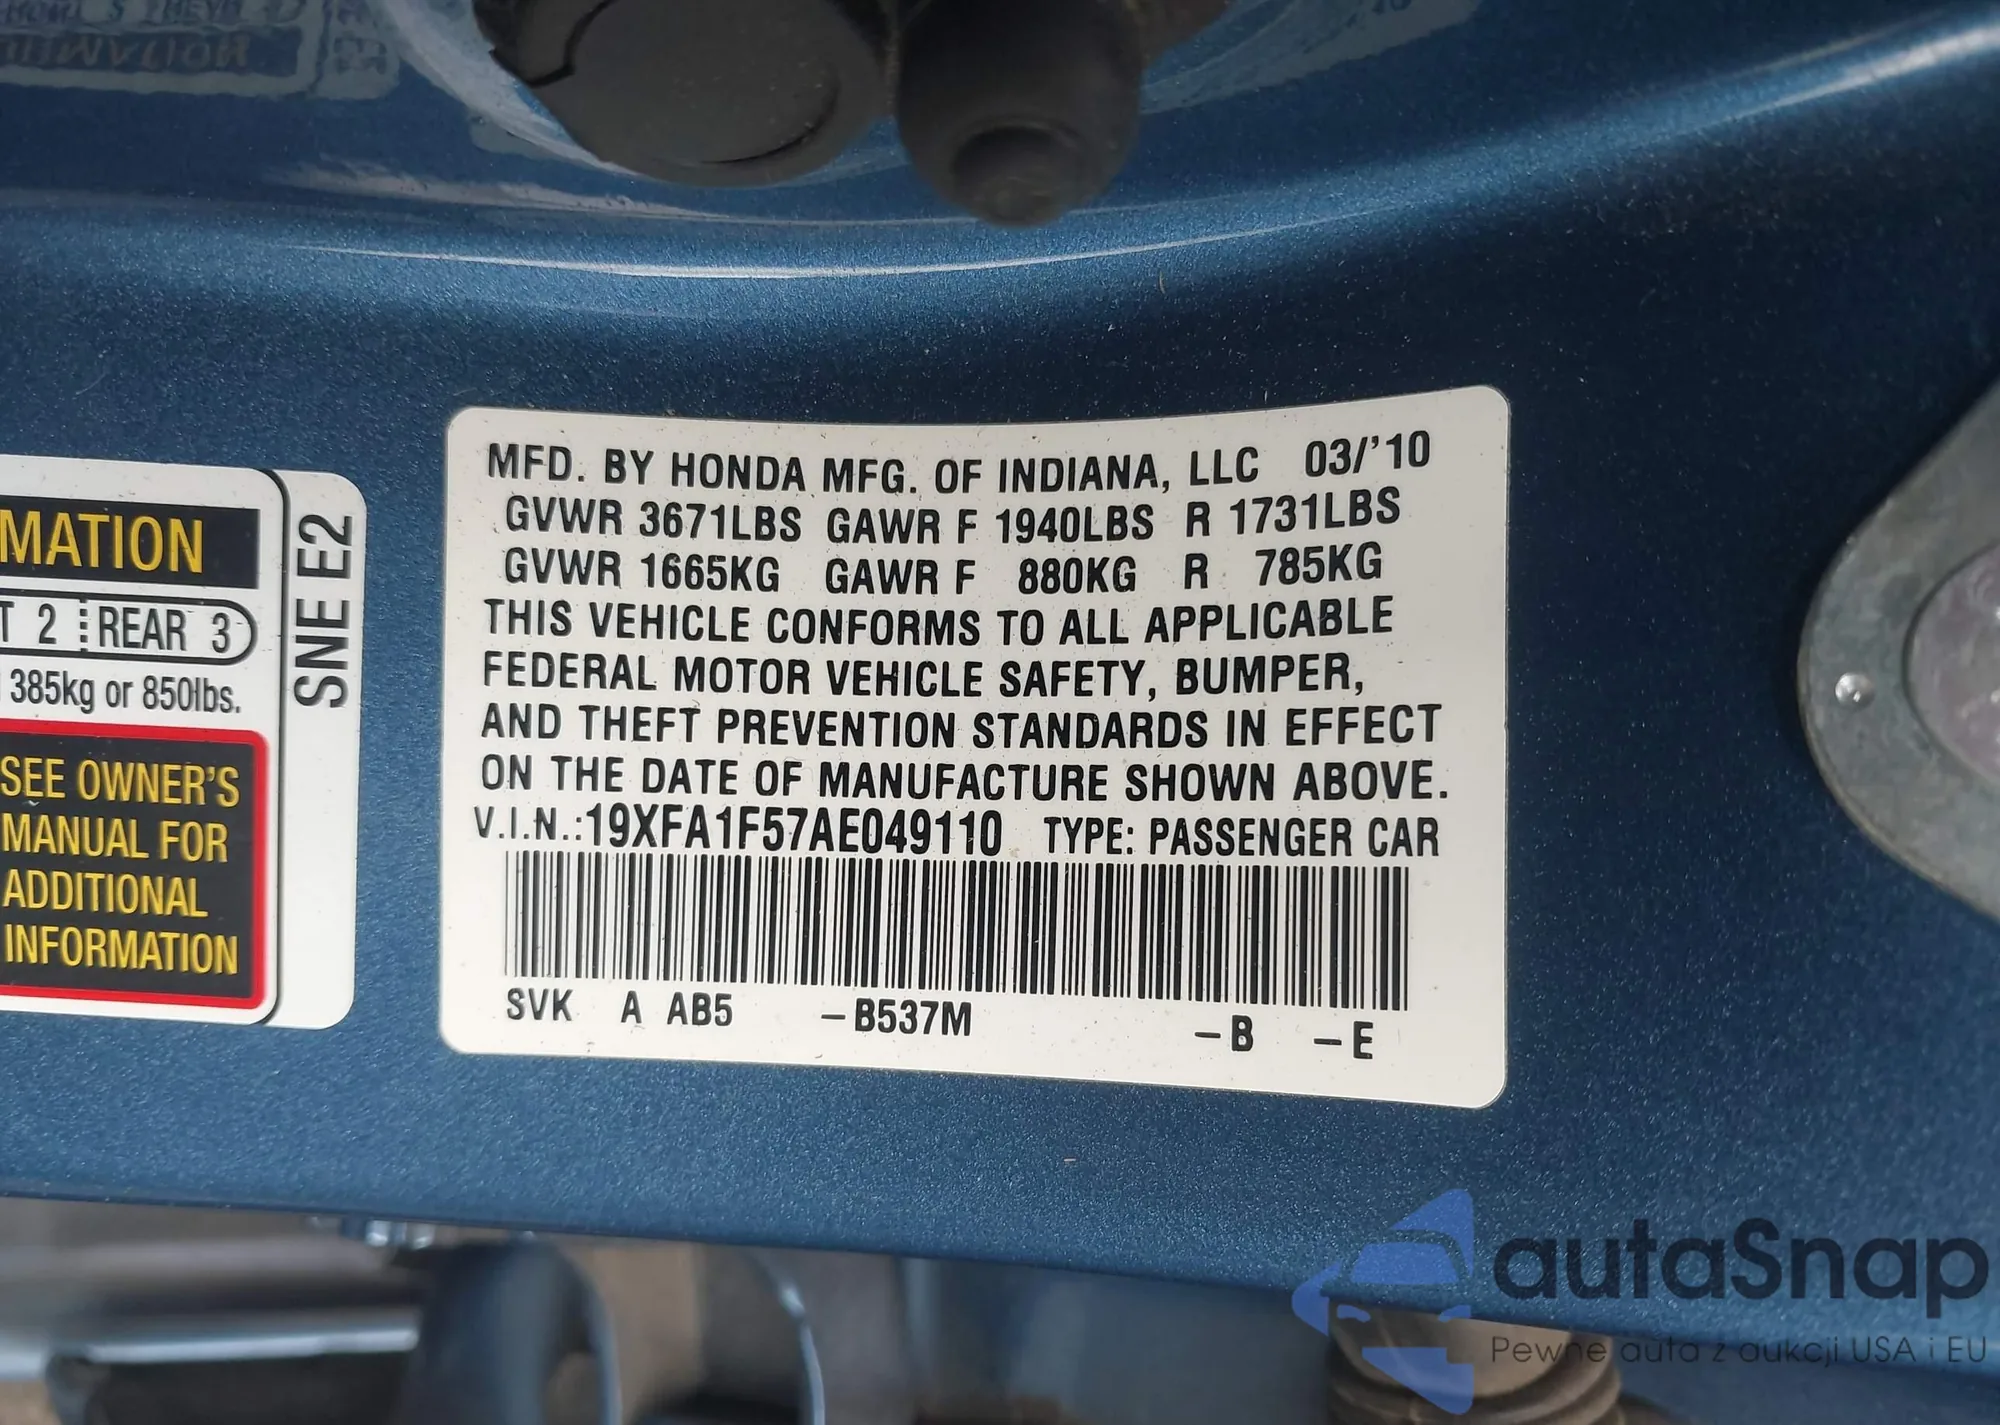 MFD. BY HONDA MFG. OF INDIANA, LLC 03/'10
GVWR 3671LBS GAWR F 1940LBS R 1731LBS
GVWR 1665KG GAWR F 880KG R 785KG
THIS VEHICLE CONFORMS TO ALL APPLICABLE
FEDERAL MOTOR VEHICLE SAFETY, BUMPER,
AND THEFT PREVENTION STANDARDS IN EFFECT
ON THE DATE OF MANUFACTURE SHOWN ABOVE.
V.I.N.:19XFA1F57AE049110 TYPE: PASSENGER CAR
SVK A AB5 -B537M -B -E
MATION
T 2 REAR 3
385kg or 850lbs.
SEE OWNER'S
MANUAL FOR
ADDITIONAL
INFORMATION
SNE E2
autaSnap
Pewne auta z aukcji USA i EU